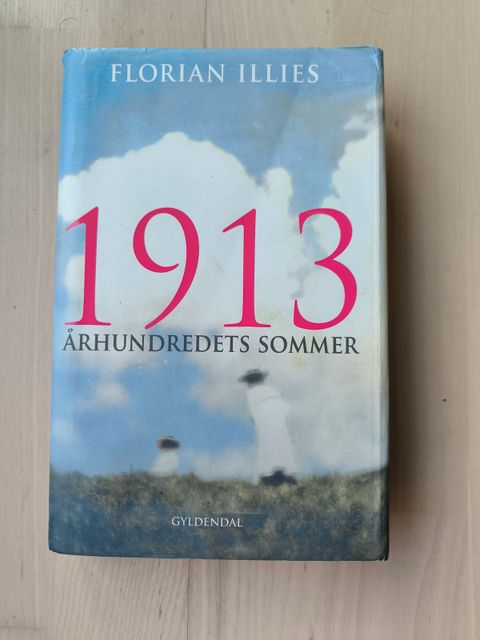 FLORIAN ILLIES
1913
ÅRHUNDREDETS SOMMER
GYLDENDAL